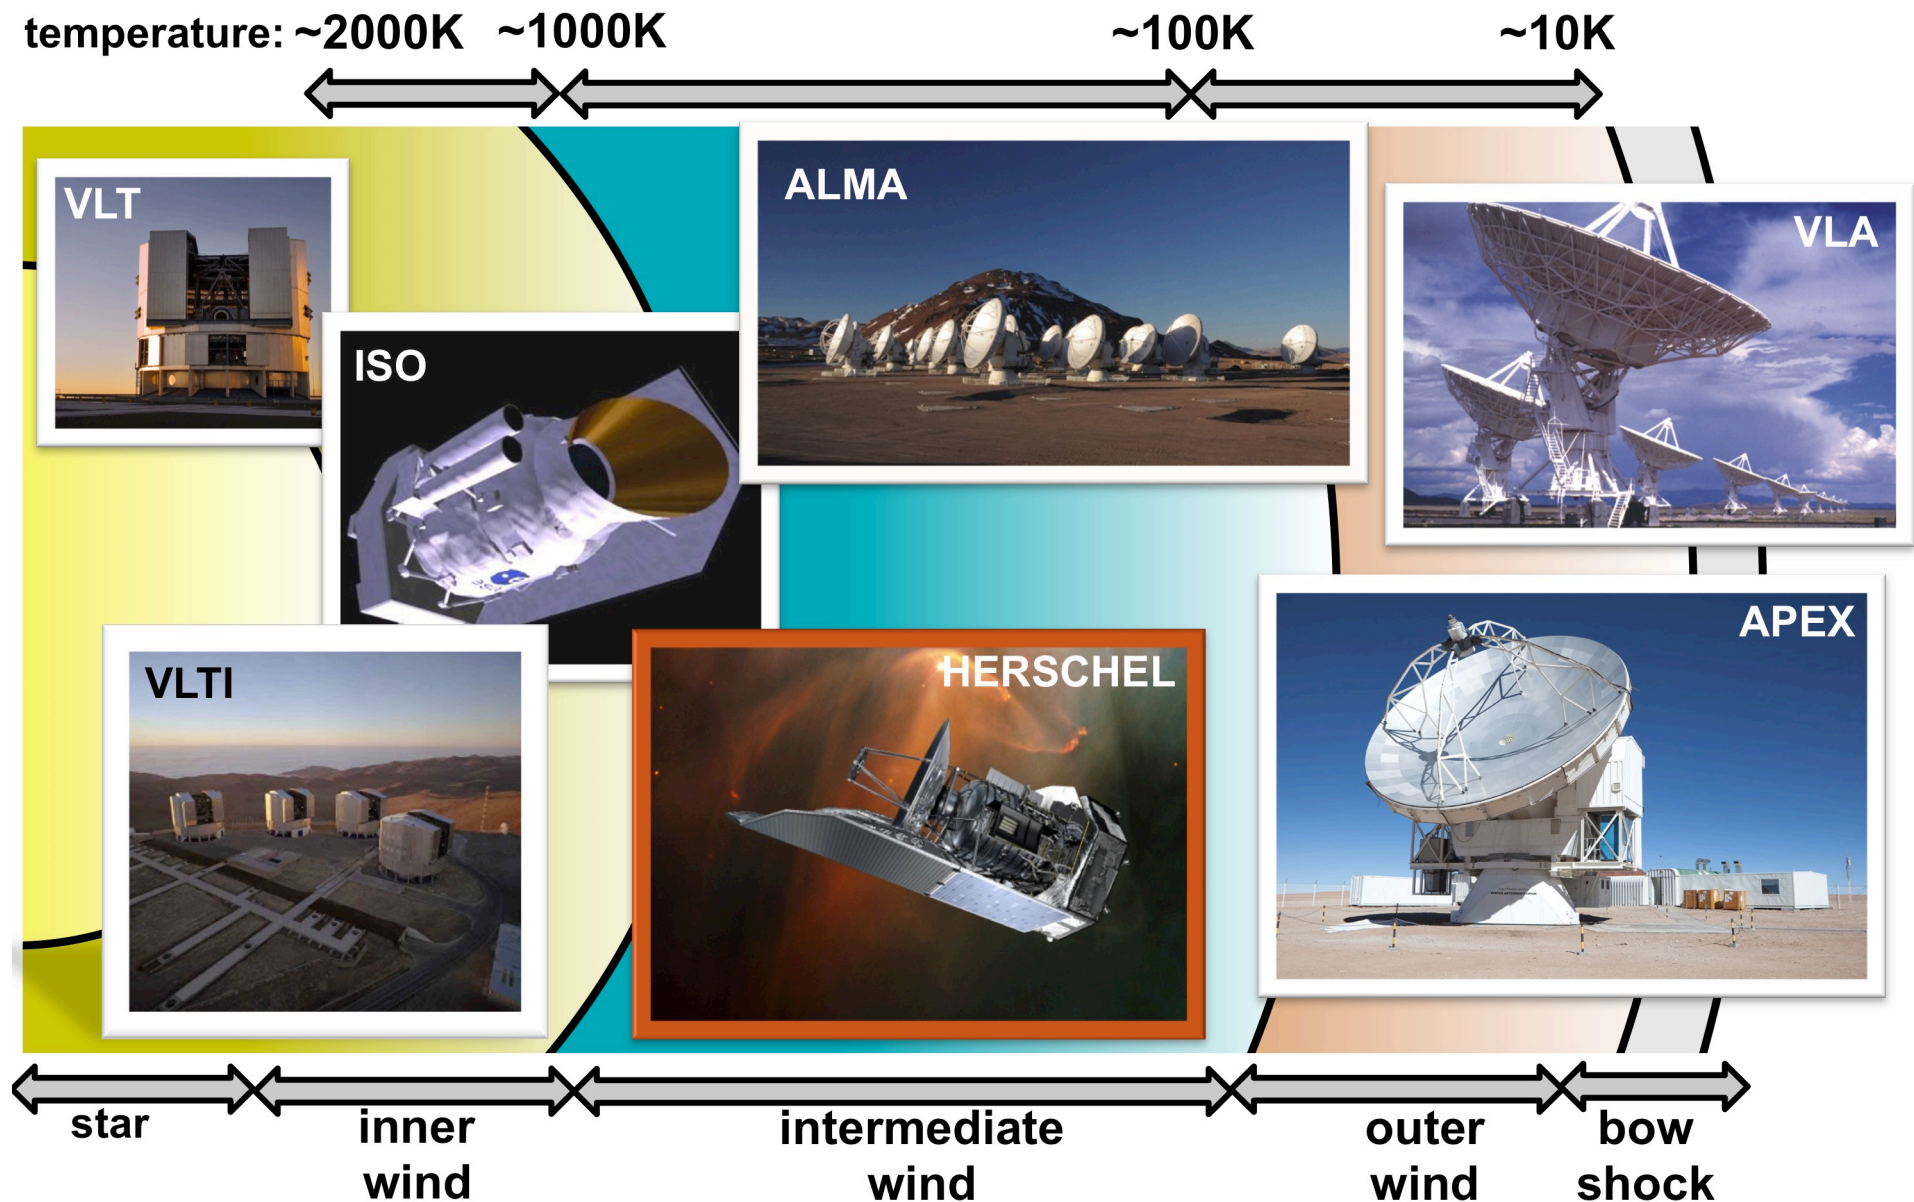 temperature: ~2000K ~1000K ~100K ~10K
VLT
ALMA
VLA
ISO
VLTI
HERSCHEL
APEX
star
inner
wind
intermediate
wind
outer
wind
bow
shock